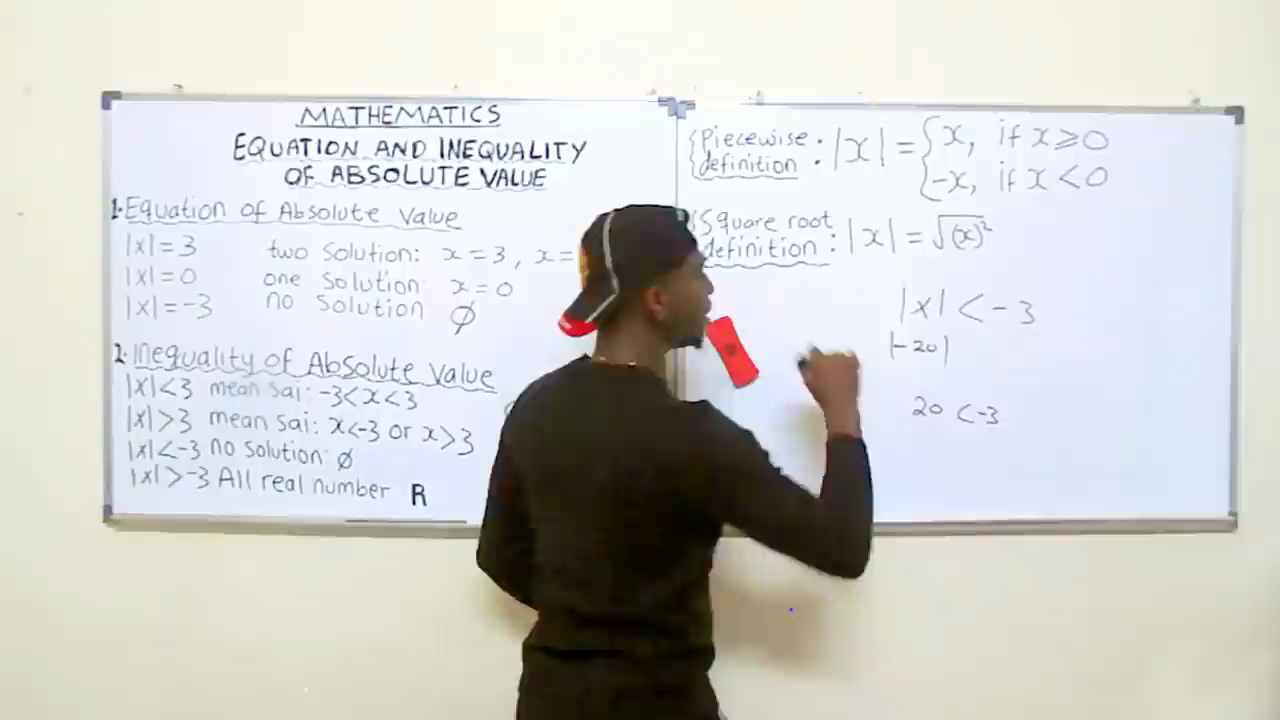 MATHEMATICS
EQUATION AND INEQUALITY
OF ABSOLUTE VALUE
1. Equation of Absolute Value
|x|=3 two solution: x=3, x=
|x|=0 one solution: x=0
|x|=-3 no solution ∅
2. Inequality of Absolute Value
|x|<3 mean sai: -3<x<3
|x|>3 mean sai: x<-3 or x>3
|x|<-3 no solution: ∅
|x|>-3 All real number R
Piecewise definition: |x| = { x, if x⩾0
-x, if x<0
Square root definition: |x| = √(x)²
|x| < -3
|-20|
20 <-3